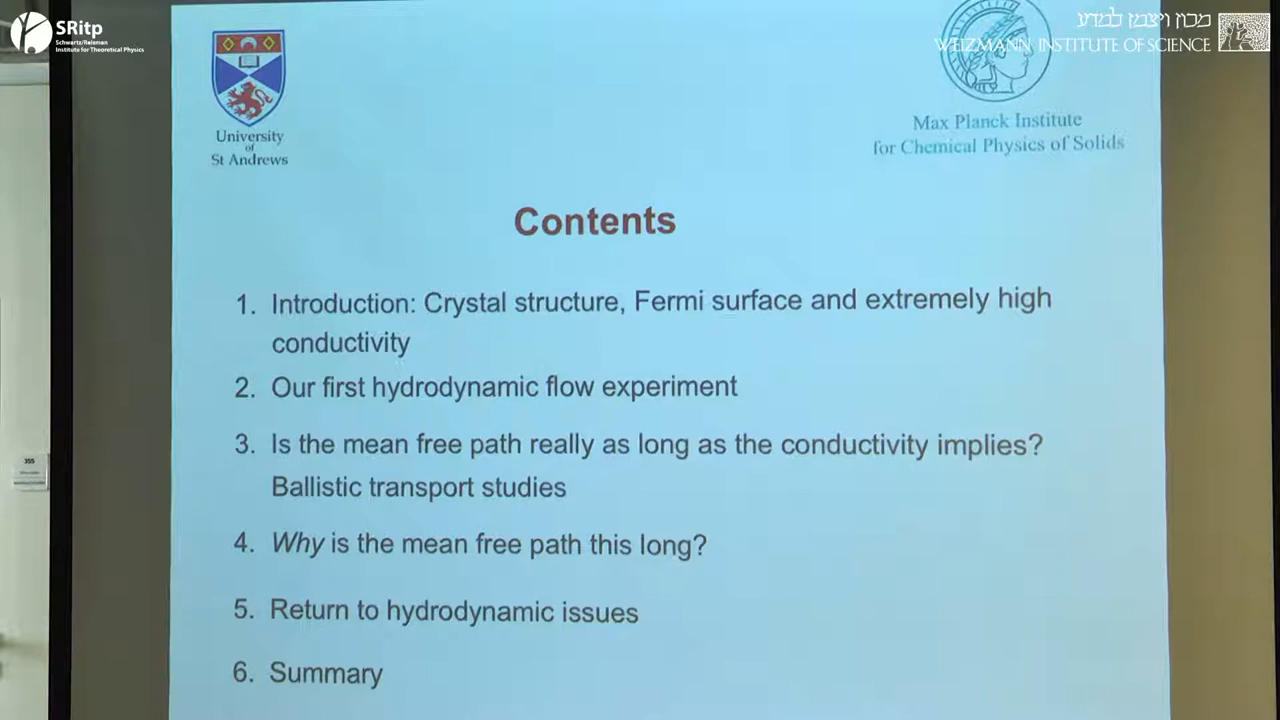 SRitp
Schwartz/Reisman
Institute for Theoretical Physics
מכון ויצמן למדע
WEIZMANN INSTITUTE OF SCIENCE
University
of
St Andrews
Max Planck Institute
for Chemical Physics of Solids
Contents
1. Introduction: Crystal structure, Fermi surface and extremely high
conductivity
2. Our first hydrodynamic flow experiment
3. Is the mean free path really as long as the conductivity implies?
Ballistic transport studies
4. Why is the mean free path this long?
5. Return to hydrodynamic issues
6. Summary
355